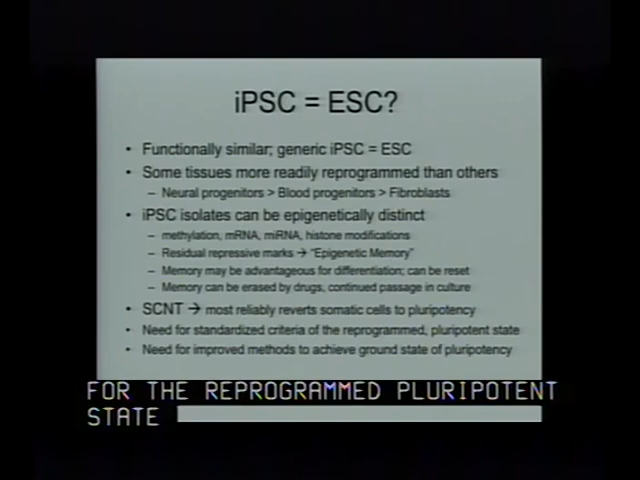 iPSC = ESC?
• Functionally similar; generic iPSC = ESC
• Some tissues more readily reprogrammed than others
– Neural progenitors > Blood progenitors > Fibroblasts
• iPSC isolates can be epigenetically distinct
– methylation, mRNA, miRNA, histone modifications
– Residual repressive marks → "Epigenetic Memory"
– Memory may be advantageous for differentiation; can be reset
– Memory can be erased by drugs, continued passage in culture
• SCNT → most reliably reverts somatic cells to pluripotency
• Need for standardized criteria of the reprogrammed, pluripotent state
• Need for improved methods to achieve ground state of pluripotency
FOR THE REPROGRAMMED PLURIPOTENT
STATE